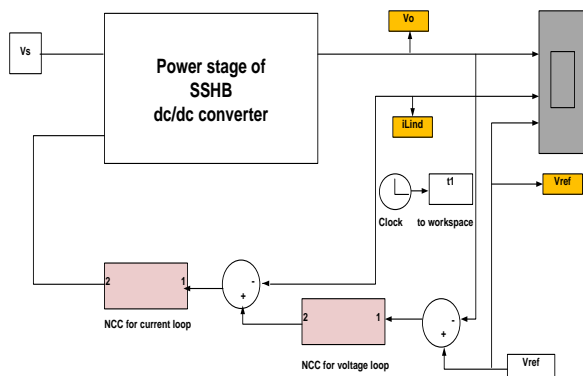 Vo
Vs
Power stage of
SSHB
dc/dc converter
iLind
t1
Vref
Clock
to workspace
2
1
-
+
NCC for current loop
2
1
-
+
NCC for voltage loop
Vref